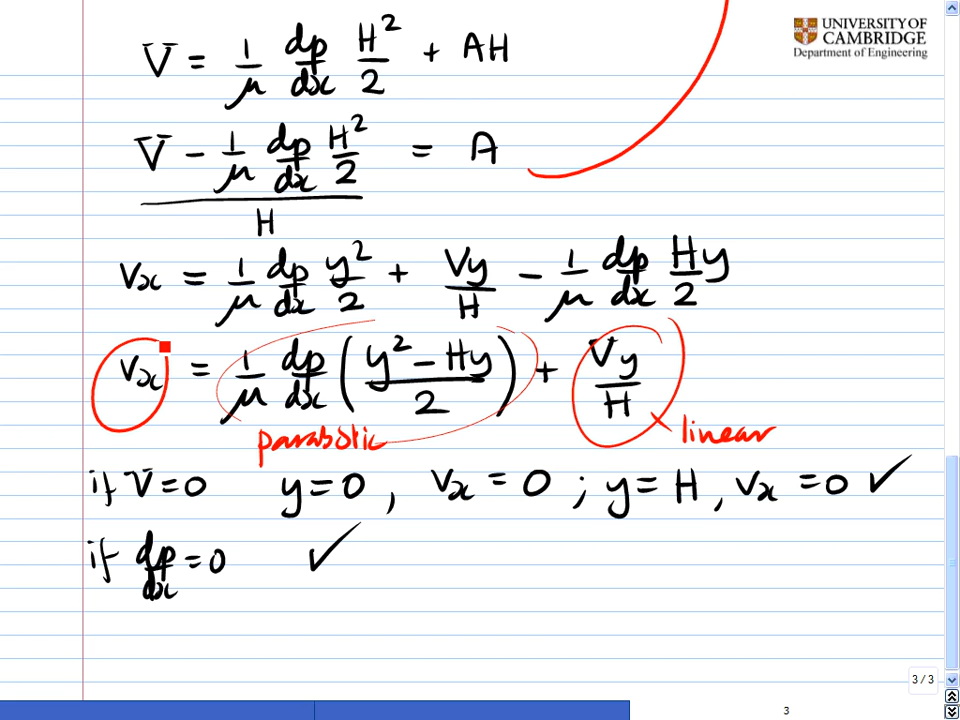 UNIVERSITY OF
CAMBRIDGE
Department of Engineering
V = 1/μ dp/dx H²/2 + AH
(V − 1/μ dp/dx H²/2)/H = A
vx = 1/μ dp/dx y²/2 + Vy/H − 1/μ dp/dx Hy/2
vx = 1/μ dp/dx ((y² − Hy)/2) + Vy/H
parabolic
linear
if V=0 y=0, vx = 0 ; y = H, vx = 0 ✓
if dp/dx = 0 ✓
3 / 3
3